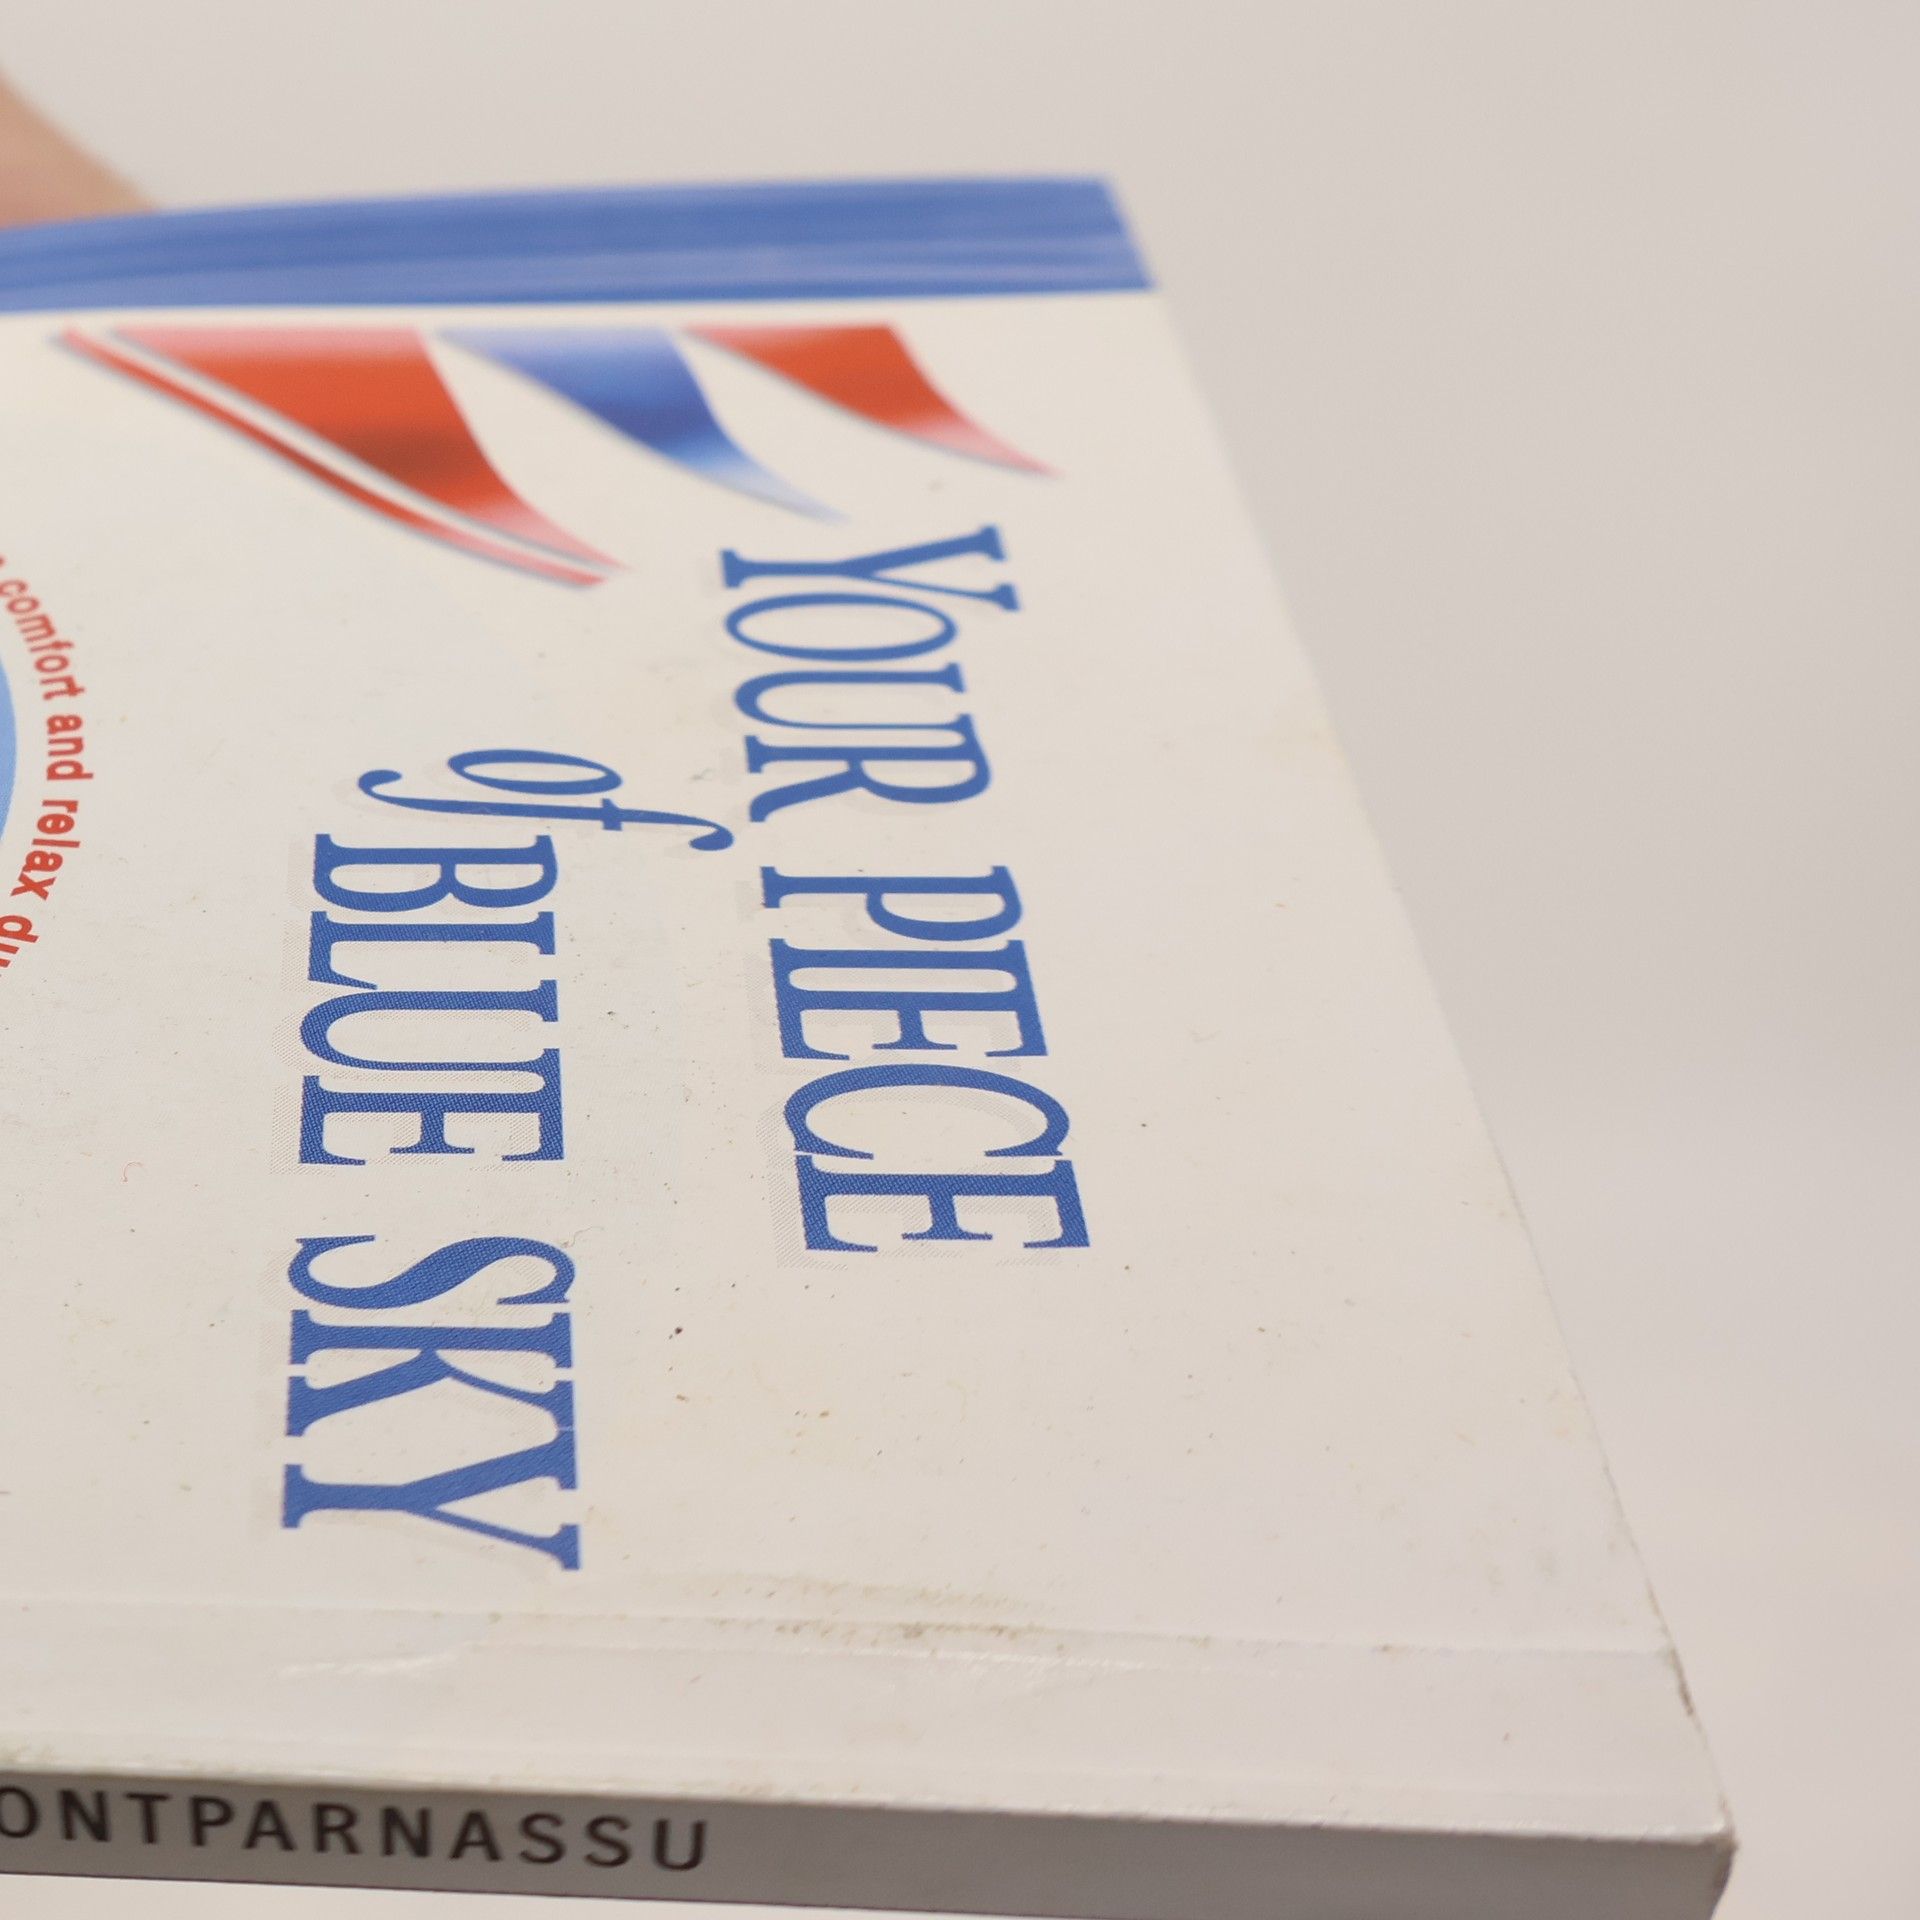 YOUR PIECE
of BLUE SKY
comfort and relax
ONTPARNASSU